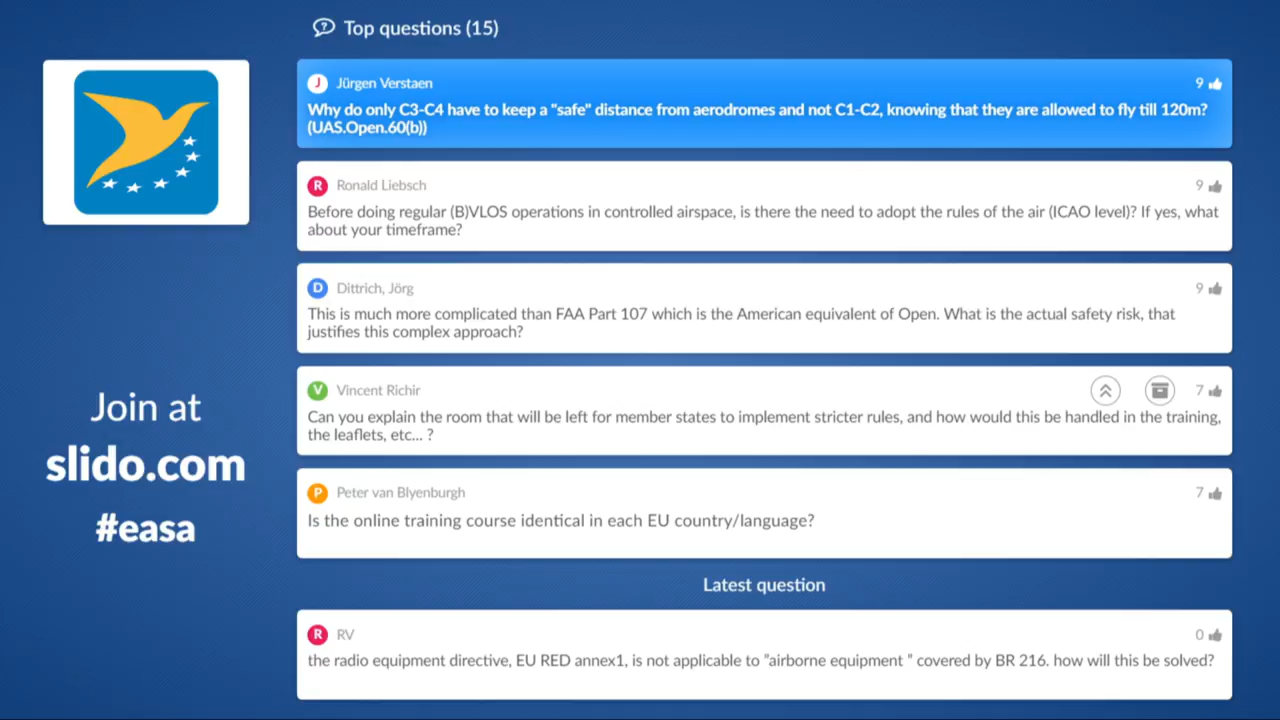 Top questions (15)
J Jürgen Verstaen 9
Why do only C3-C4 have to keep a "safe" distance from aerodromes and not C1-C2, knowing that they are allowed to fly till 120m?
(UAS.Open.60(b))
R Ronald Liebsch 9
Before doing regular (B)VLOS operations in controlled airspace, is there the need to adopt the rules of the air (ICAO level)? If yes, what
about your timeframe?
D Dittrich, Jörg 9
This is much more complicated than FAA Part 107 which is the American equivalent of Open. What is the actual safety risk, that
justifies this complex approach?
V Vincent Richir 7
Can you explain the room that will be left for member states to implement stricter rules, and how would this be handled in the training,
the leaflets, etc... ?
P Peter van Blyenburgh 7
Is the online training course identical in each EU country/language?
Latest question
R RV 0
the radio equipment directive, EU RED annex1, is not applicable to "airborne equipment " covered by BR 216. how will this be solved?
Join at
slido.com
#easa